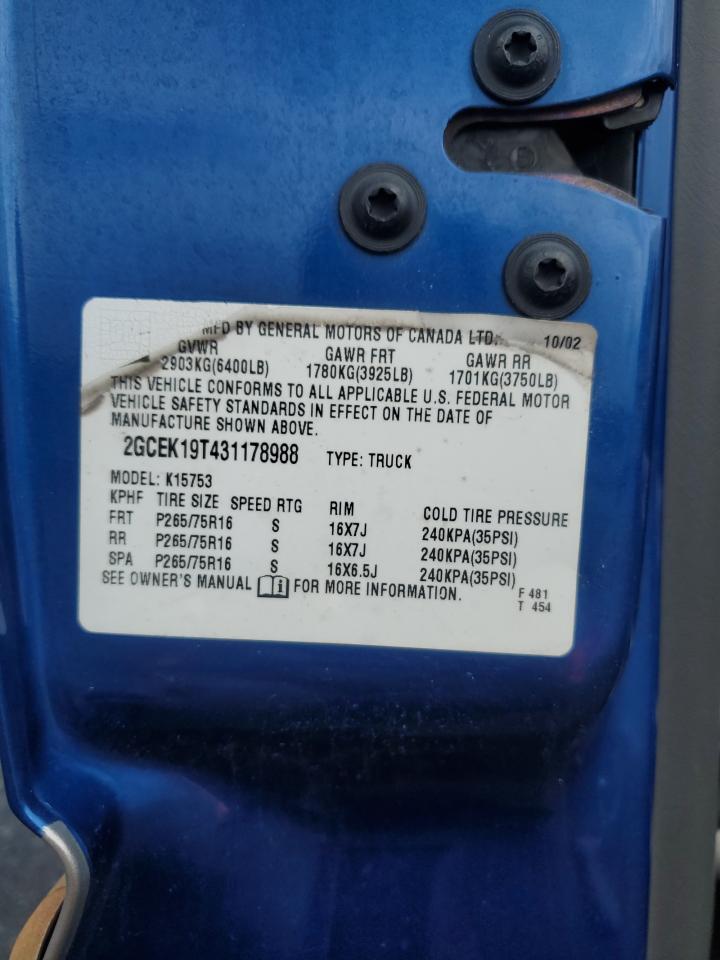 MFD BY GENERAL MOTORS OF CANADA LTD. 10/02
GVWR GAWR FRT GAWR RR
2903KG(6400LB) 1780KG(3925LB) 1701KG(3750LB)
THIS VEHICLE CONFORMS TO ALL APPLICABLE U.S. FEDERAL MOTOR
VEHICLE SAFETY STANDARDS IN EFFECT ON THE DATE OF
MANUFACTURE SHOWN ABOVE.
2GCEK19T431178988 TYPE: TRUCK
MODEL: K15753
KPHF TIRE SIZE SPEED RTG RIM COLD TIRE PRESSURE
FRT P265/75R16 S 16X7J 240KPA(35PSI)
RR P265/75R16 S 16X7J 240KPA(35PSI)
SPA P265/75R16 S 16X6.5J 240KPA(35PSI)
SEE OWNER'S MANUAL i FOR MORE INFORMATION.
F 481
T 454